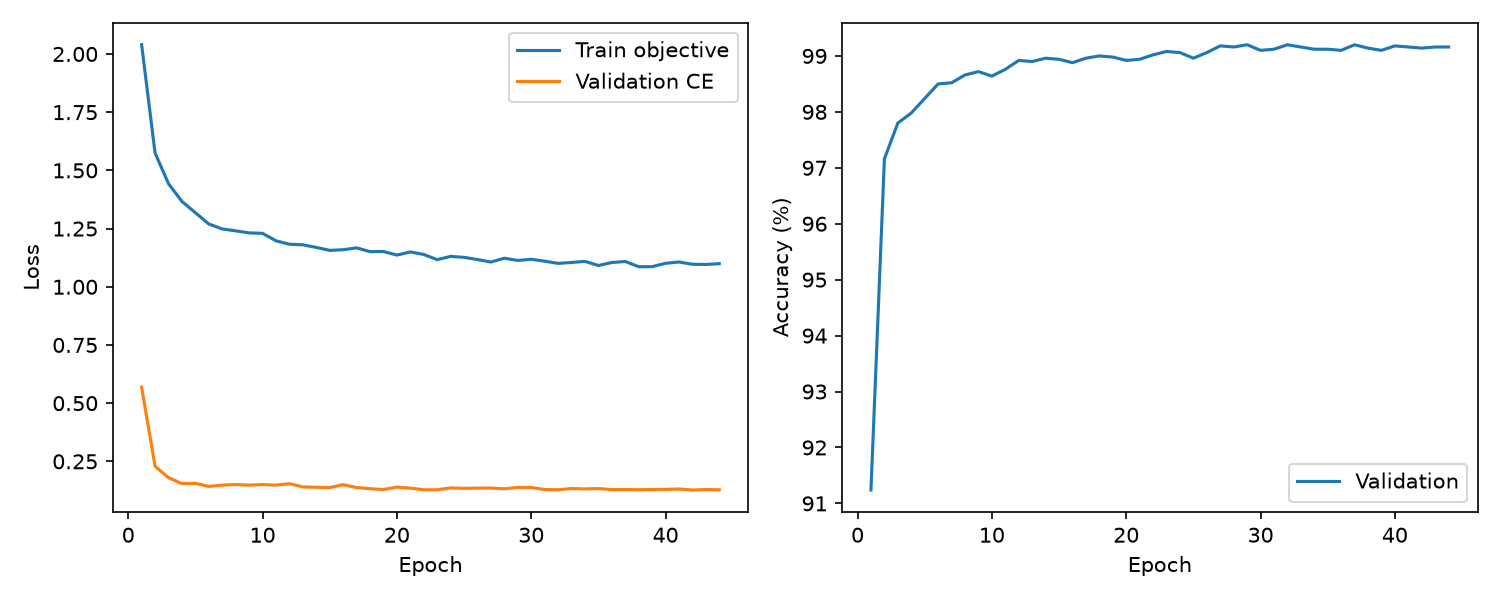 Train objective
Validation CE
2.00
1.75
1.50
1.25
1.00
0.75
0.50
0.25
Loss
0 10 20 30 40
Epoch
99
98
97
96
95
94
93
92
91
Accuracy (%)
Validation
0 10 20 30 40
Epoch